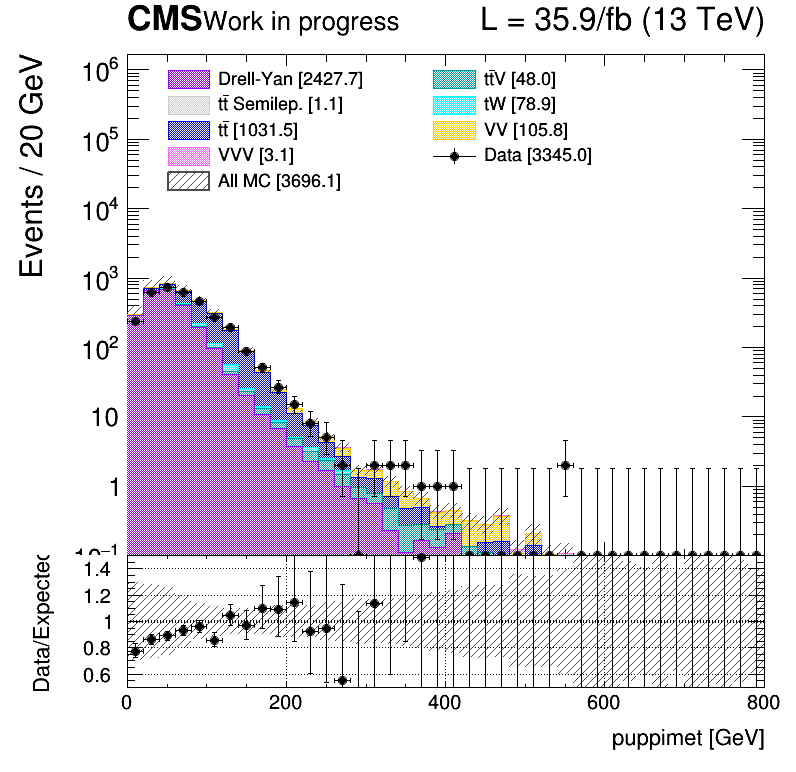 CMS Work in progress L = 35.9/fb (13 TeV)
Events / 20 GeV
10⁶
10⁵
10⁴
10³
10²
10
1
10⁻¹
Drell-Yan [2427.7]
tt̄ Semilep. [1.1]
tt̄ [1031.5]
VVV [3.1]
All MC [3696.1]
tt̄V [48.0]
tW [78.9]
VV [105.8]
Data [3345.0]
Data/Expected
1.4
1.2
1
0.8
0.6
0 200 400 600 800
puppimet [GeV]